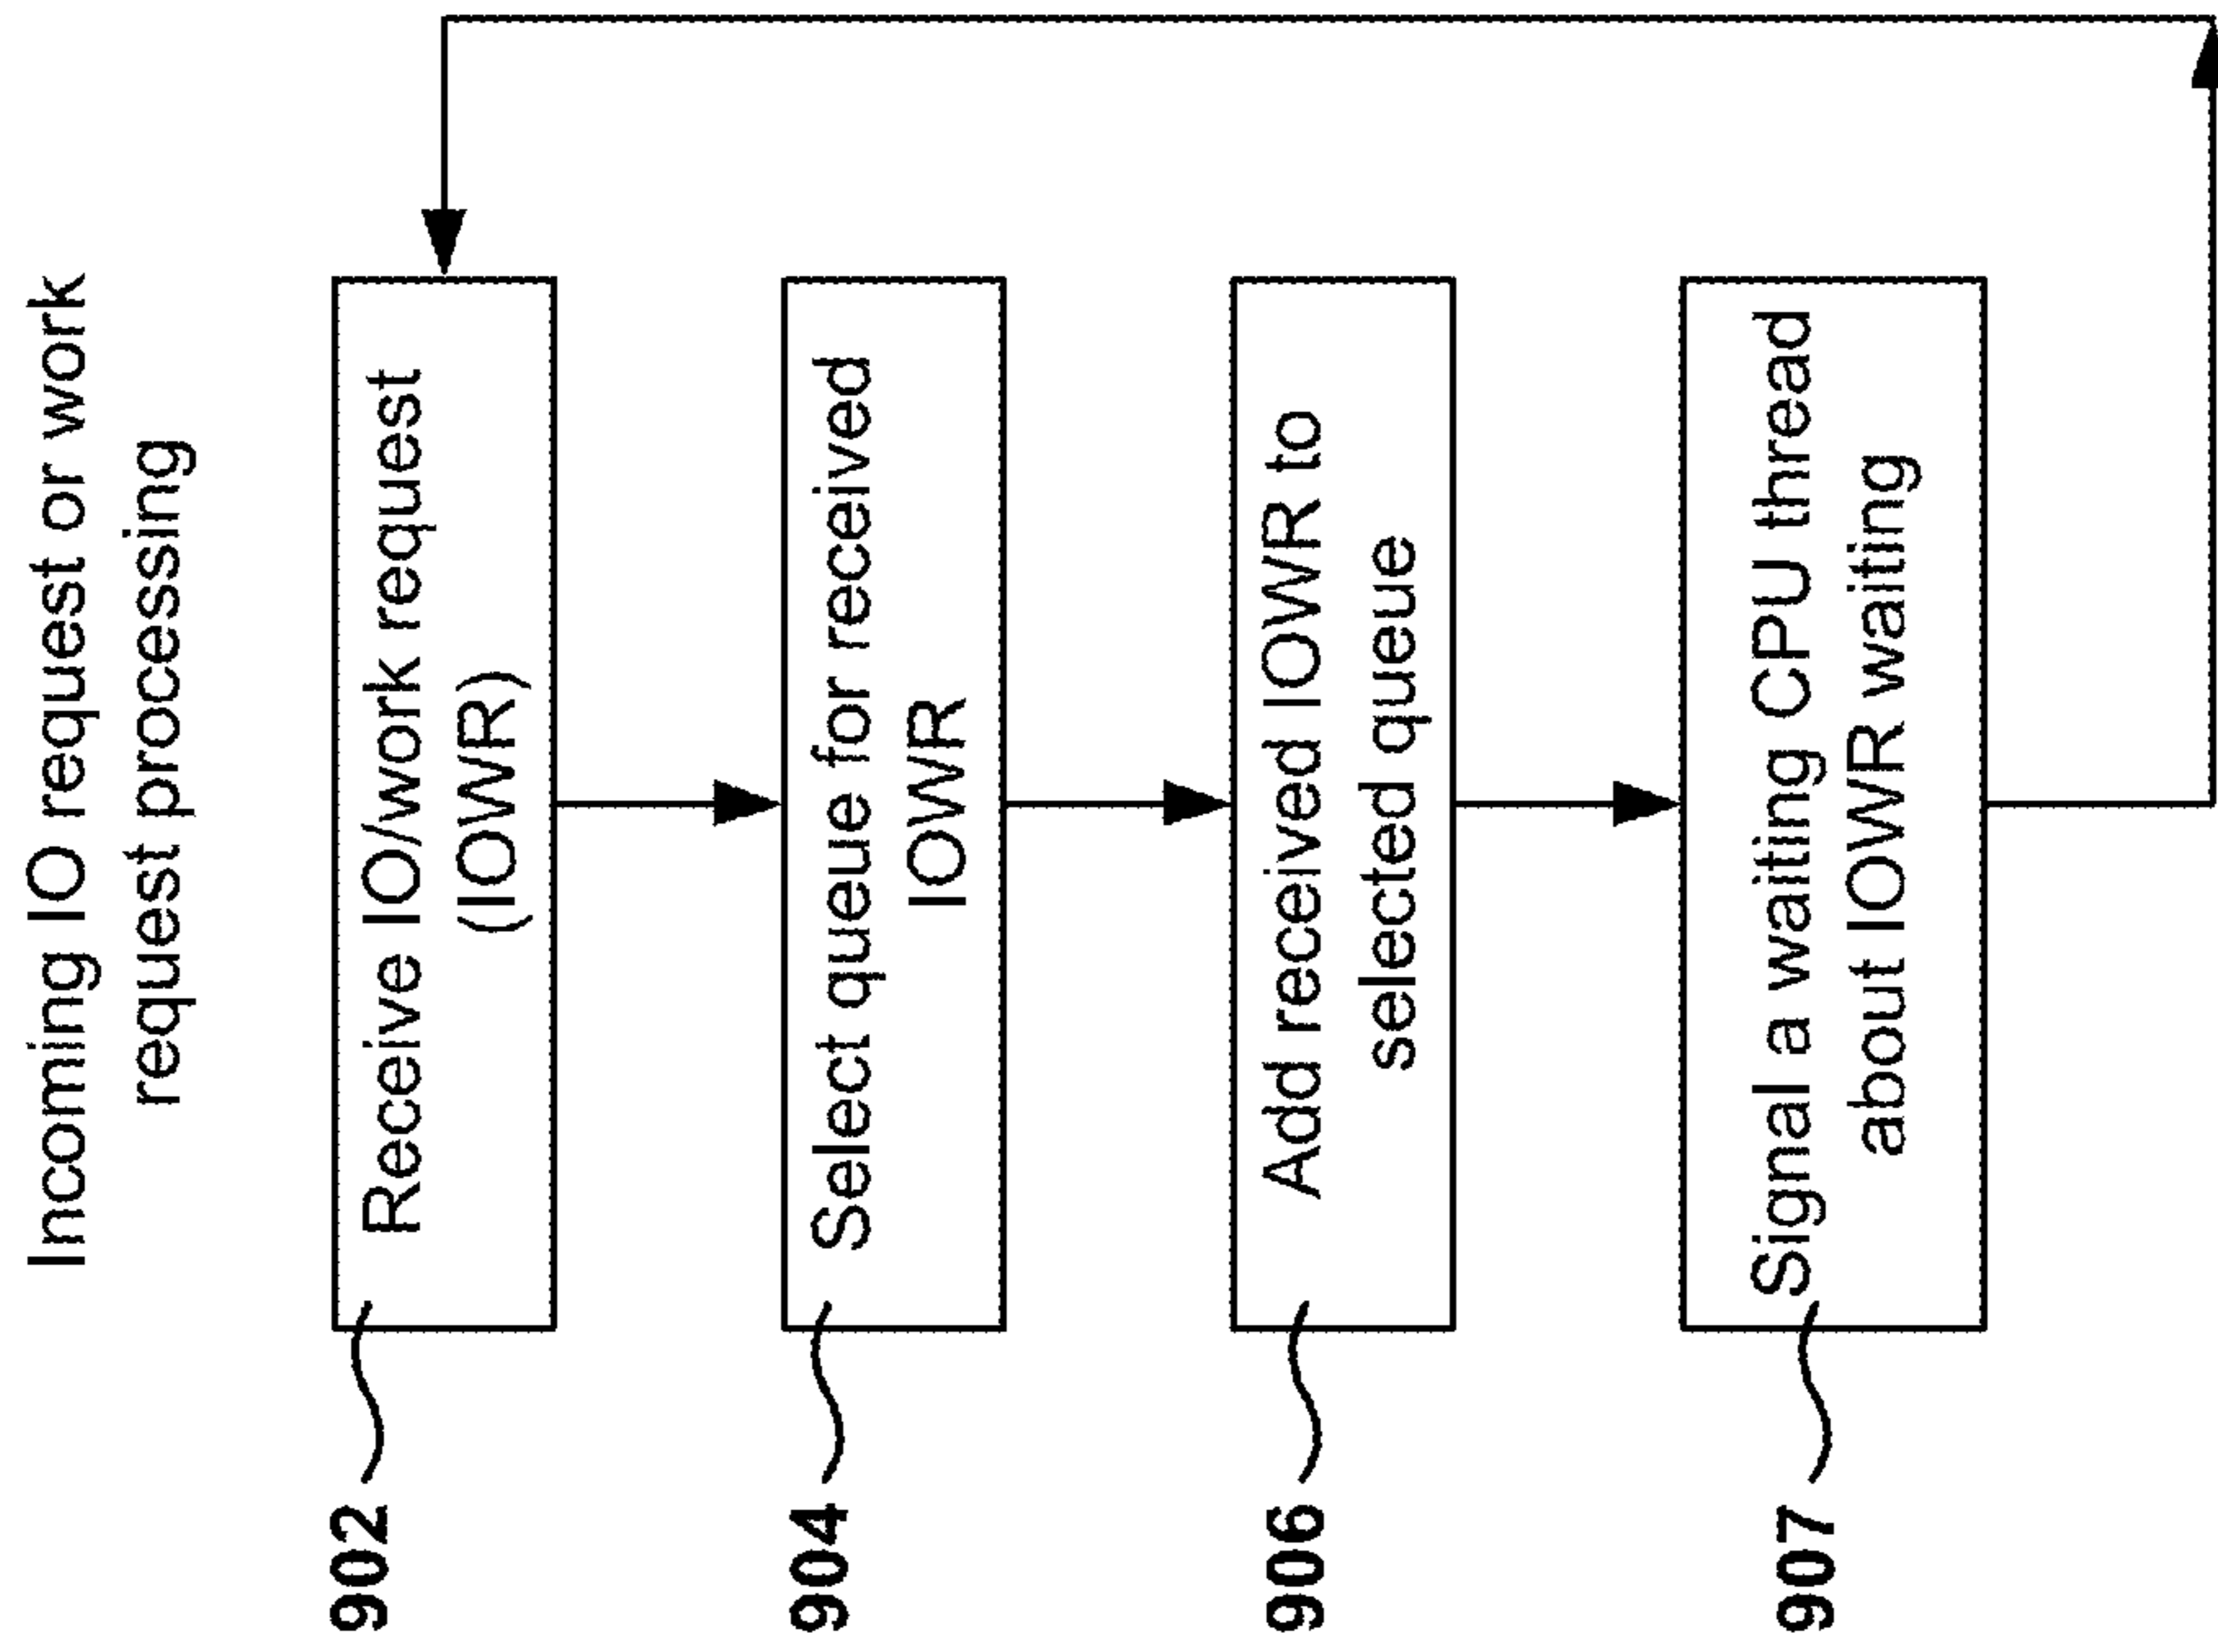 Incoming IO request or work
request processing
902
Receive IO/work request
(IOWR)
904
Select queue for received
IOWR
906
Add received IOWR to
selected queue
907
Signal a waiting CPU thread
about IOWR waiting